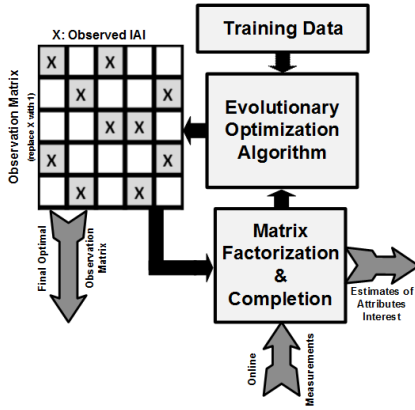 X: Observed IAI
Training Data
X X
X X
X X
X X
X X
Observation Matrix
(replace X with 1)
Evolutionary
Optimization
Algorithm
Matrix
Factorization
&
Completion
Final Optimal
Observation
Matrix
Estimates of
Attributes
Interest
Online
Measurements